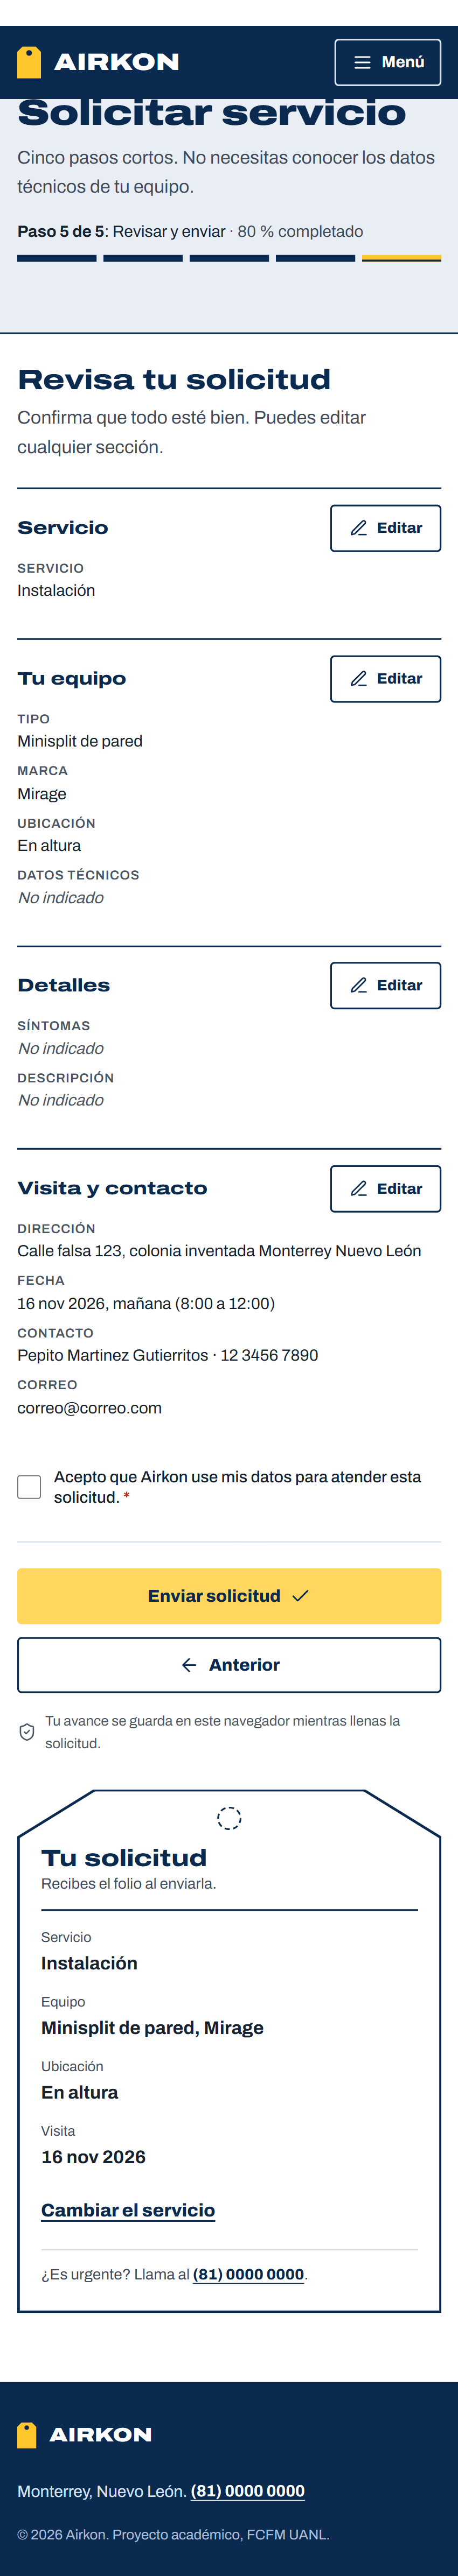 AIRKON
Menú
Solicitar servicio
Cinco pasos cortos. No necesitas conocer los datos
técnicos de tu equipo.
Paso 5 de 5: Revisar y enviar · 80 % completado
Revisa tu solicitud
Confirma que todo esté bien. Puedes editar
cualquier sección.
Servicio
Editar
SERVICIO
Instalación
Tu equipo
Editar
TIPO
Minisplit de pared
MARCA
Mirage
UBICACIÓN
En altura
DATOS TÉCNICOS
No indicado
Detalles
Editar
SÍNTOMAS
No indicado
DESCRIPCIÓN
No indicado
Visita y contacto
Editar
DIRECCIÓN
Calle falsa 123, colonia inventada Monterrey Nuevo León
FECHA
16 nov 2026, mañana (8:00 a 12:00)
CONTACTO
Pepito Martinez Gutierritos · 12 3456 7890
CORREO
correo@correo.com
Acepto que Airkon use mis datos para atender esta
solicitud. *
Enviar solicitud
Anterior
Tu avance se guarda en este navegador mientras llenas la
solicitud.
Tu solicitud
Recibes el folio al enviarla.
Servicio
Instalación
Equipo
Minisplit de pared, Mirage
Ubicación
En altura
Visita
16 nov 2026
Cambiar el servicio
¿Es urgente? Llama al (81) 0000 0000.
AIRKON
Monterrey, Nuevo León. (81) 0000 0000
© 2026 Airkon. Proyecto académico, FCFM UANL.